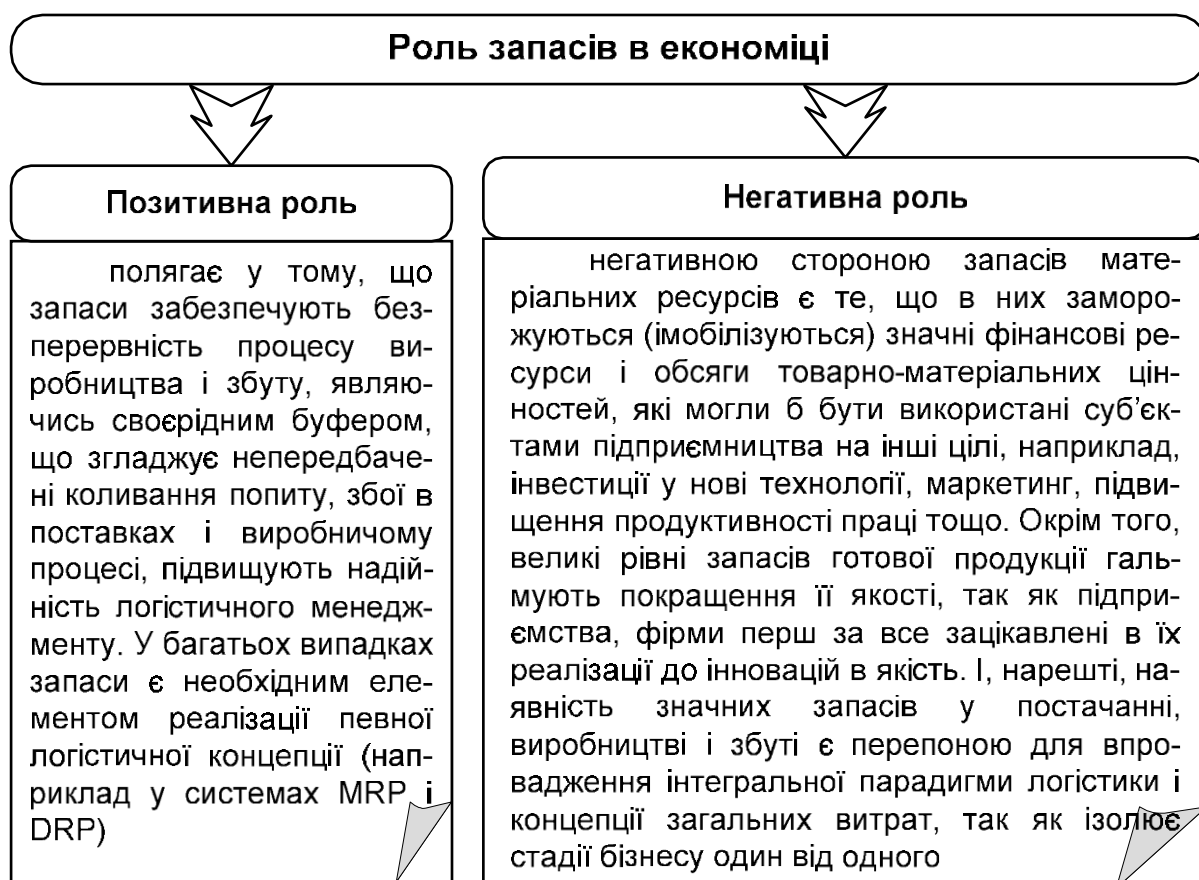 Роль запасів в економіці
Позитивна роль
полягає у тому, що
запаси забезпечують без-
перервність процесу ви-
робництва і збуту, являю-
чись своєрідним буфером,
що згладжує непередбаче-
ні коливання попиту, збої в
поставках і виробничому
процесі, підвищують надій-
ність логістичного менедж-
менту. У багатьох випадках
запаси є необхідним еле-
ментом реалізації певної
логістичної концепції (нап-
риклад у системах MRP і
DRP)
Негативна роль
негативною стороною запасів мате-
ріальних ресурсів є те, що в них заморо-
жуються (імобілізуються) значні фінансові ре-
сурси і обсяги товарно-матеріальних цін-
ностей, які могли б бути використані суб’єк-
тами підприємництва на інші цілі, наприклад,
інвестиції у нові технології, маркетинг, підви-
щення продуктивності праці тощо. Окрім того,
великі рівні запасів готової продукції галь-
мують покращення її якості, так як підпри-
ємства, фірми перш за все зацікавлені в їх
реалізації до інновацій в якість. І, нарешті, на-
явність значних запасів у постачанні,
виробництві і збуті є перепоною для впро-
вадження інтегральної парадигми логістики і
концепції загальних витрат, так як ізолює
стадії бізнесу один від одного